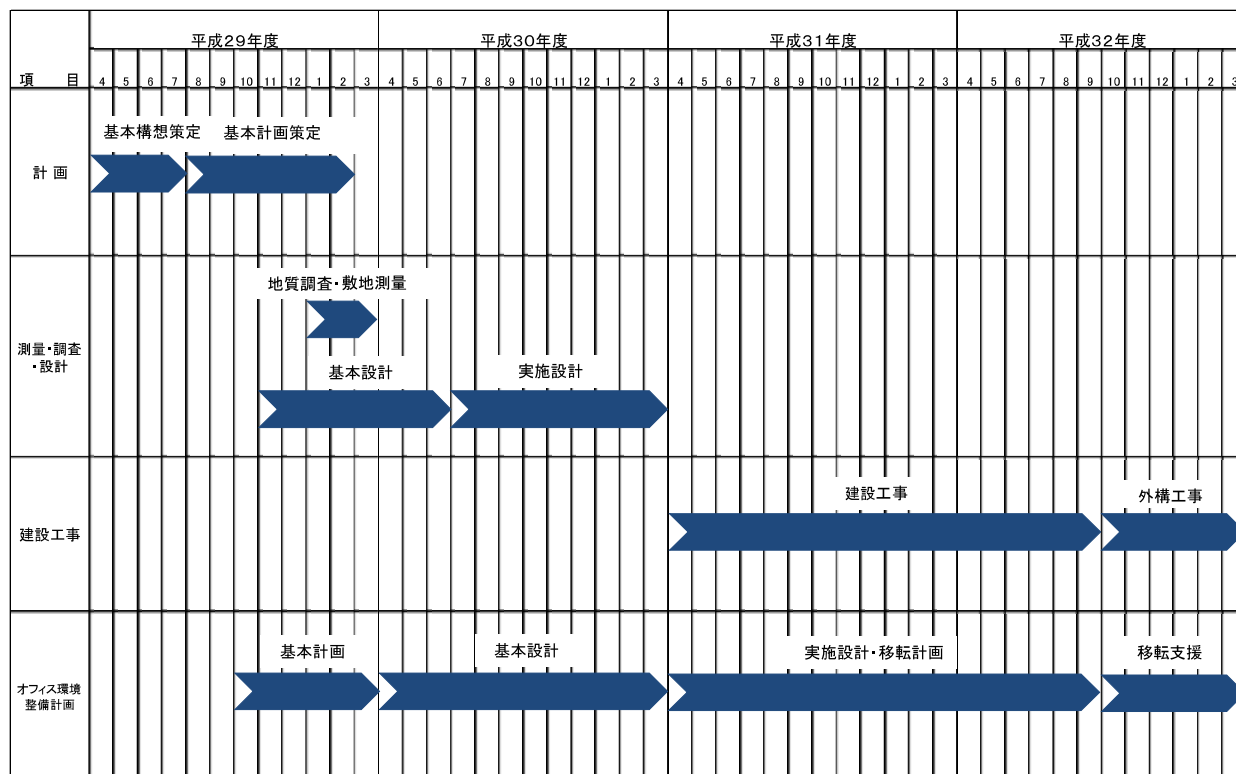 平成29年度 平成30年度 平成31年度 平成32年度
項 目 4 5 6 7 8 9 10 11 12 1 2 3 4 5 6 7 8 9 10 11 12 1 2 3 4 5 6 7 8 9 10 11 12 1 2 3 4 5 6 7 8 9 10 11 12 1 2 3
計 画
基本構想策定 基本計画策定
測量・調査
・設計
地質調査・敷地測量
基本設計 実施設計
建設工事
建設工事 外構工事
オフィス環境
整備計画
基本計画 基本設計 実施設計・移転計画 移転支援